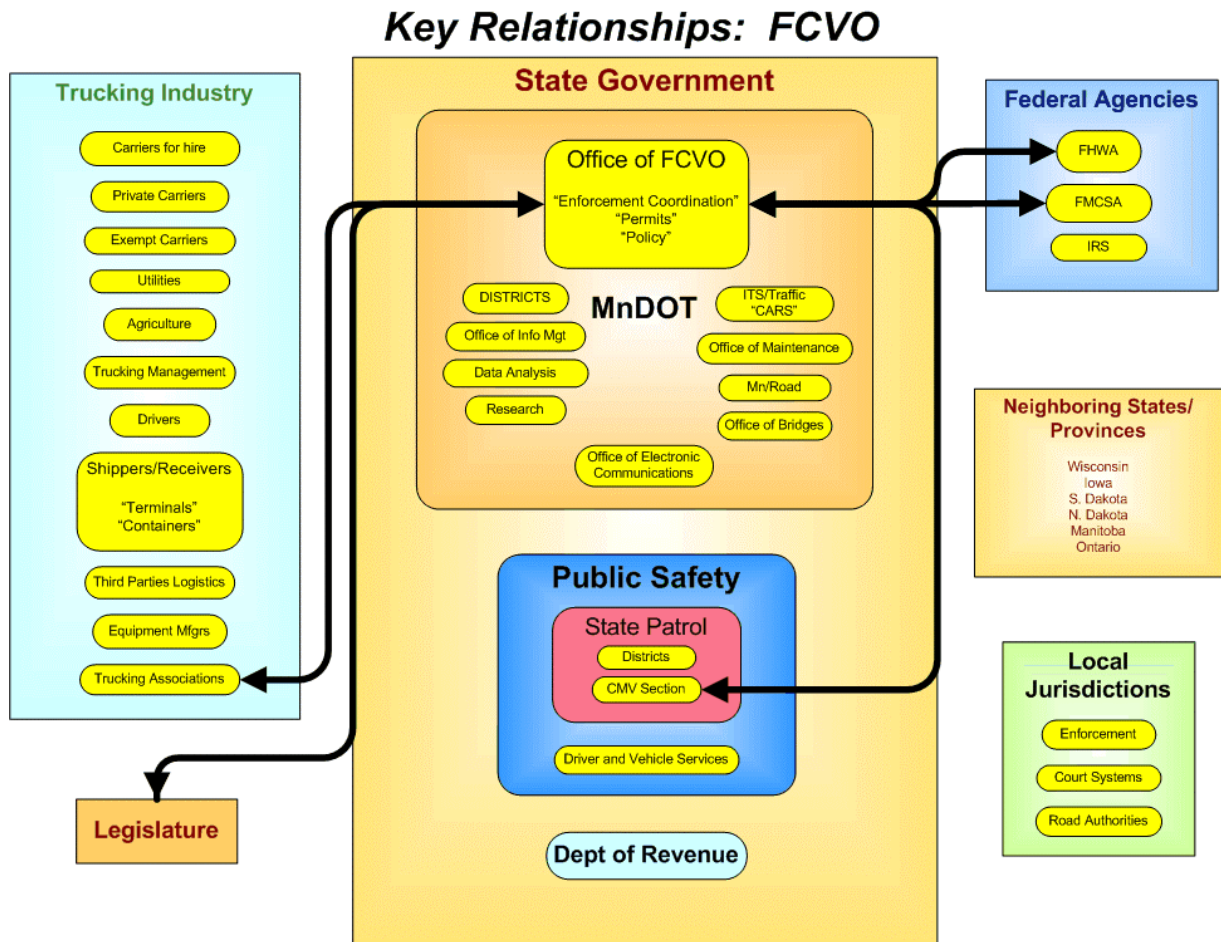 Key Relationships: FCVO
Trucking Industry
Carriers for hire
Private Carriers
Exempt Carriers
Utilities
Agriculture
Trucking Management
Drivers
Shippers/Receivers
“Terminals”
“Containers”
Third Parties Logistics
Equipment Mfgrs
Trucking Associations
Legislature
State Government
Office of FCVO
“Enforcement Coordination”
“Permits”
“Policy”
MnDOT
DISTRICTS
Office of Info Mgt
Data Analysis
Research
ITS/Traffic
“CARS”
Office of Maintenance
Mn/Road
Office of Bridges
Office of Electronic
Communications
Public Safety
State Patrol
Districts
CMV Section
Driver and Vehicle Services
Dept of Revenue
Federal Agencies
FHWA
FMCSA
IRS
Neighboring States/
Provinces
Wisconsin
Iowa
S. Dakota
N. Dakota
Manitoba
Ontario
Local
Jurisdictions
Enforcement
Court Systems
Road Authorities